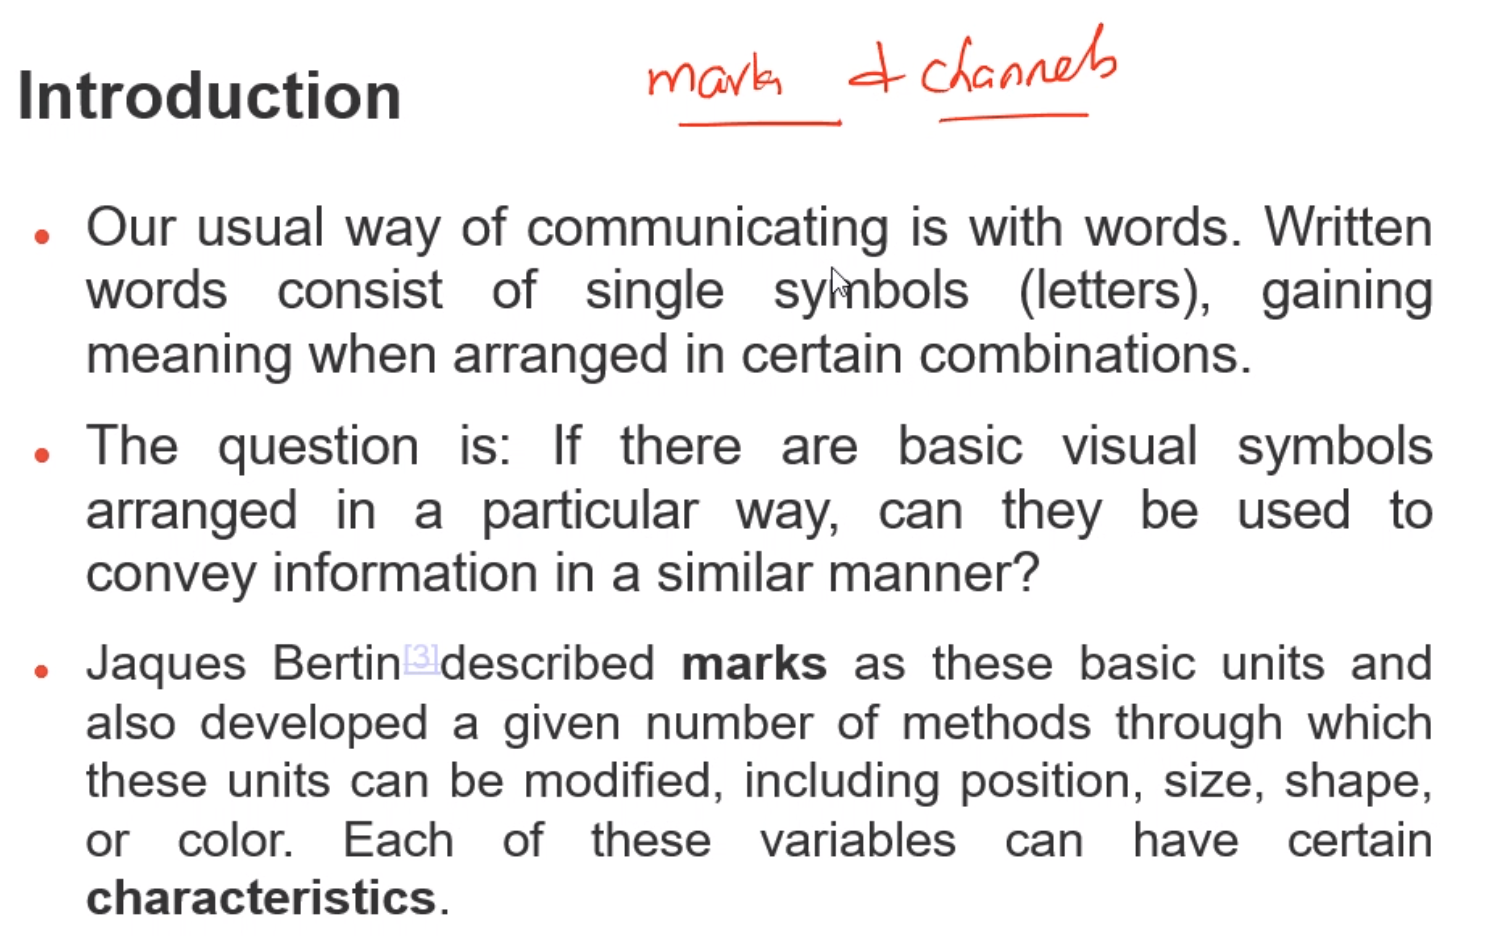 Introduction
marks & channels
Our usual way of communicating is with words. Written
words consist of single symbols (letters), gaining
meaning when arranged in certain combinations.
The question is: If there are basic visual symbols
arranged in a particular way, can they be used to
convey information in a similar manner?
Jaques Bertin[3]described marks as these basic units and
also developed a given number of methods through which
these units can be modified, including position, size, shape,
or color. Each of these variables can have certain
characteristics.